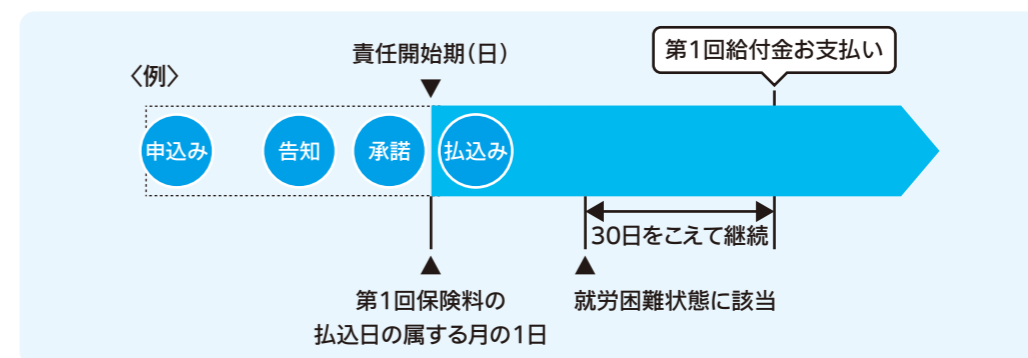 〈例〉
責任開始期(日)
第1回給付金お支払い
申込み
告知
承諾
払込み
30日をこえて継続
第1回保険料の
払込日の属する月の1日
就労困難状態に該当